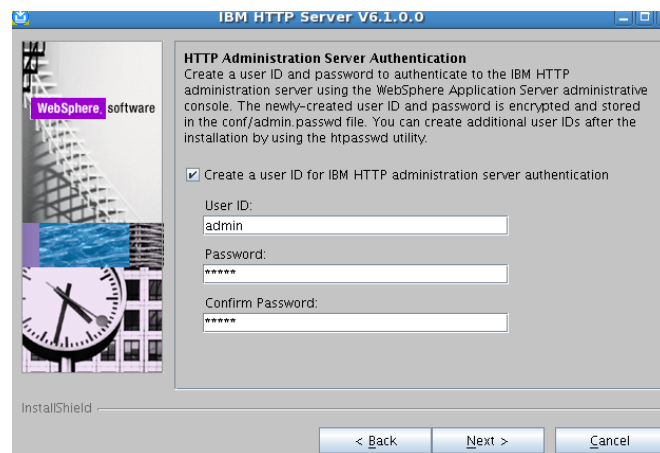 IBM HTTP Server V6.1.0.0
WebSphere. software
HTTP Administration Server Authentication
Create a user ID and password to authenticate to the IBM HTTP
administration server using the WebSphere Application Server administrative
console. The newly-created user ID and password is encrypted and stored
in the conf/admin.passwd file. You can create additional user IDs after the
installation by using the htpasswd utility.
Create a user ID for IBM HTTP administration server authentication
User ID:
admin
Password:
*****
Confirm Password:
*****
InstallShield
< Back
Next >
Cancel